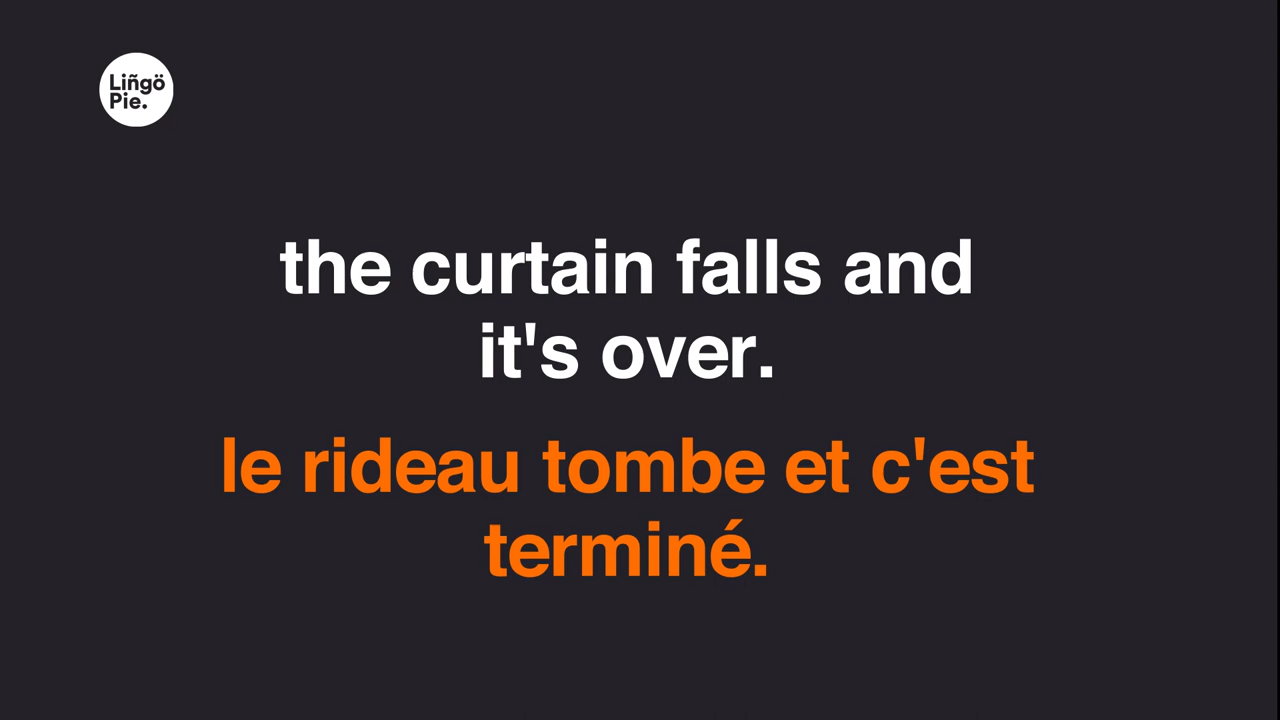 Liñgö
Pie.
the curtain falls and
it's over.
le rideau tombe et c'est
terminé.